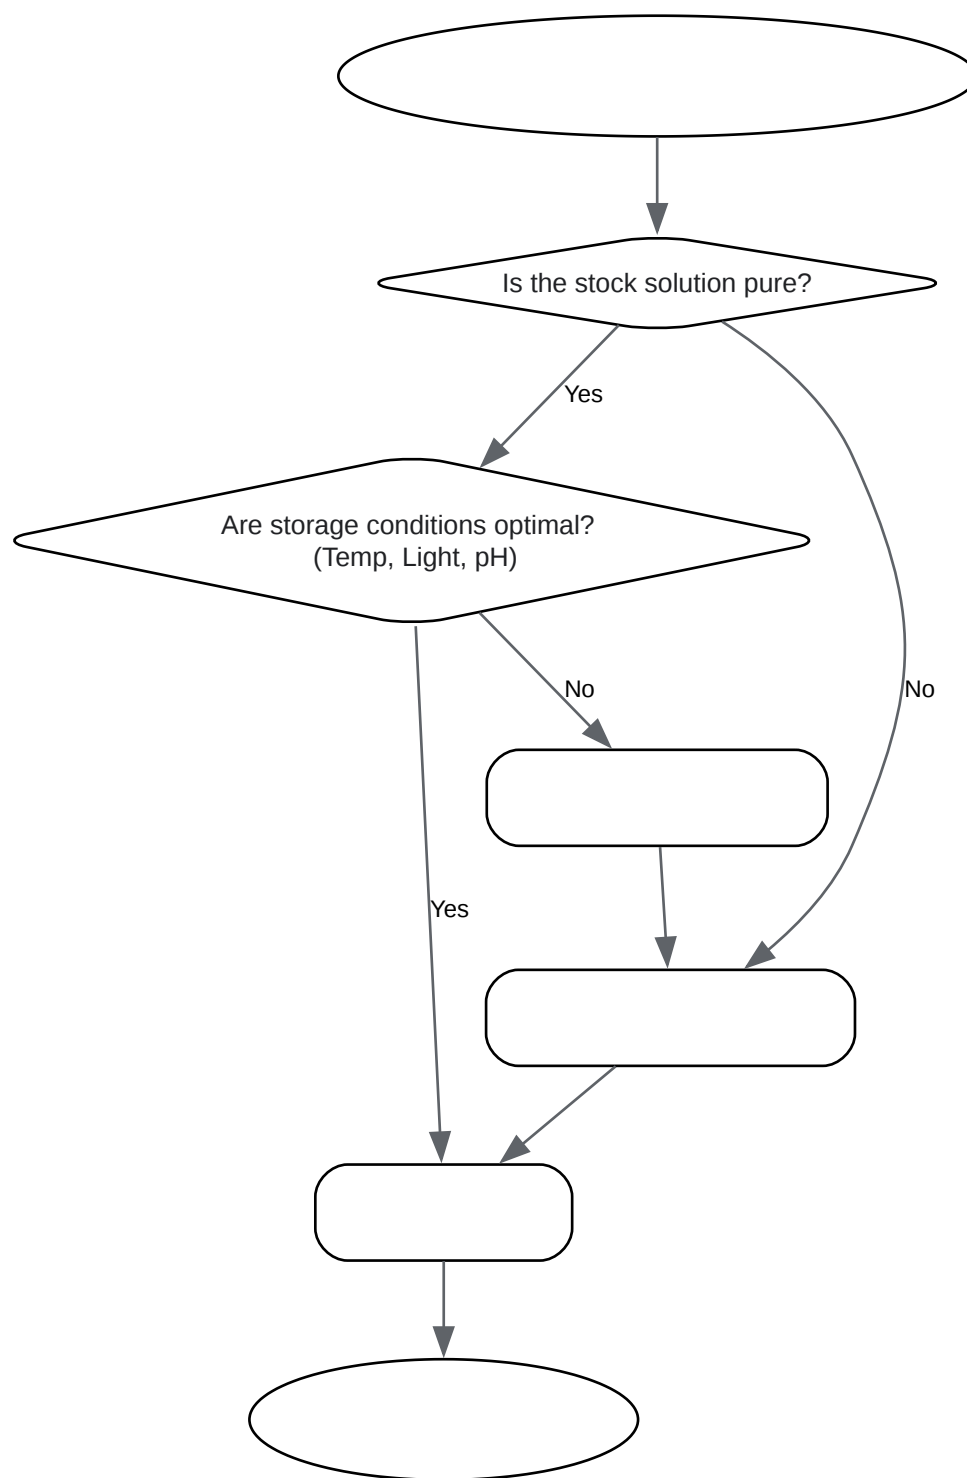 Is the stock solution pure?
Yes
Are storage conditions optimal?
(Temp, Light, pH)
No
No
Yes